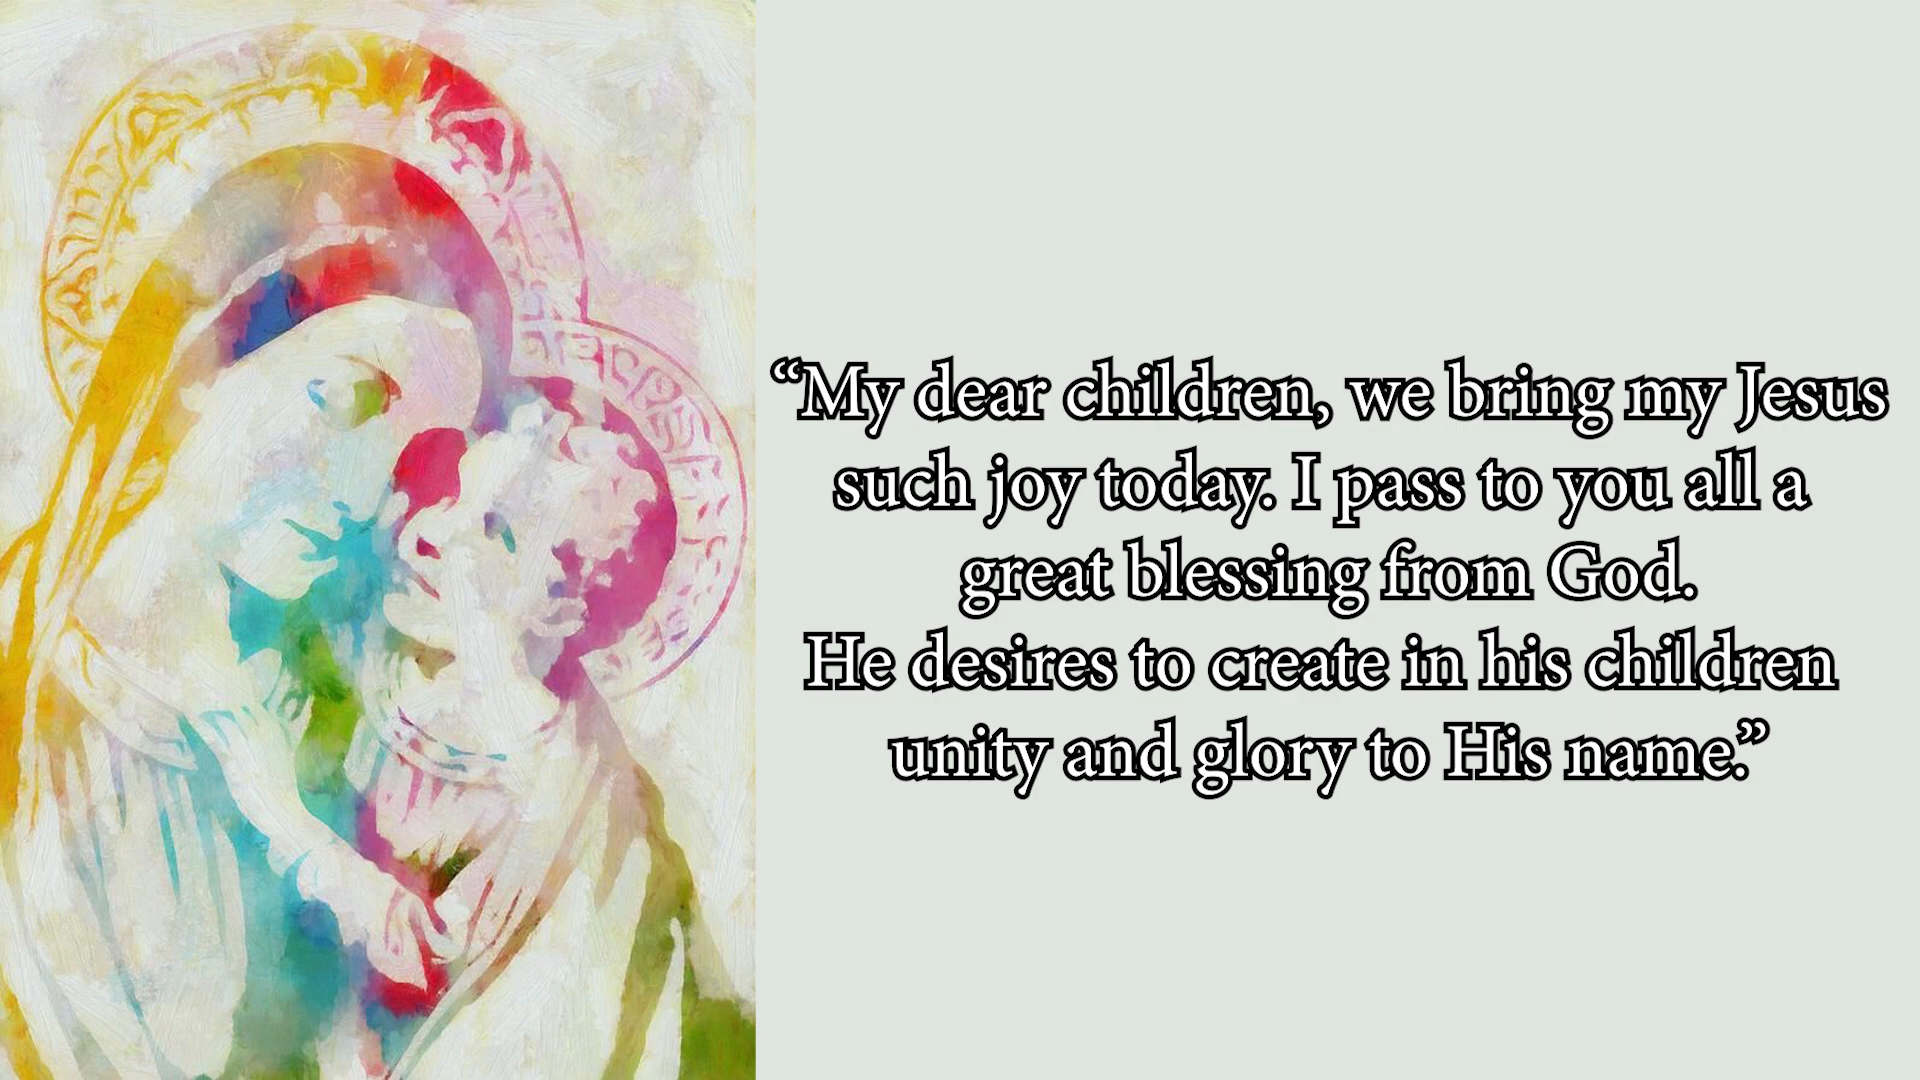 “My dear children, we bring my Jesus
such joy today. I pass to you all a
great blessing from God.
He desires to create in his children
unity and glory to His name.”